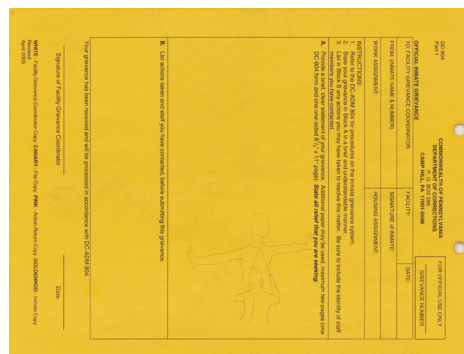 DC-804
Part 1
COMMONWEALTH OF PENNSYLVANIA
DEPARTMENT OF CORRECTIONS
P. O. BOX 598
CAMP HILL, PA 17001-0598
FOR OFFICIAL USE ONLY
GRIEVANCE NUMBER
OFFICIAL INMATE GRIEVANCE
TO: FACILITY GRIEVANCE COORDINATOR
FACILITY:
DATE:
FROM: (INMATE NAME & NUMBER)
SIGNATURE of INMATE:
WORK ASSIGNMENT:
HOUSING ASSIGNMENT:
INSTRUCTIONS:
1. Refer to the DC-ADM 804 for procedures on the inmate grievance system.
2. State your grievance in Block A in a brief and understandable manner.
3. List in Block B any actions you may have taken to resolve this matter. Be sure to include the identity of staff
members you have contacted.
A. Provide a brief, clear statement of your grievance. Additional paper may be used, maximum two pages (one
DC-804 form and one one-sided 8½" x 11" page). State all relief that you are seeking.
B. List actions taken and staff you have contacted, before submitting this grievance.
Your grievance has been received and will be processed in accordance with DC-ADM 804.
Signature of Facility Grievance Coordinator
Date
WHITE - Facility Grievance Coordinator Copy CANARY - File Copy PINK - Action Return Copy GOLDENROD - Inmate Copy
Revised
April 2005